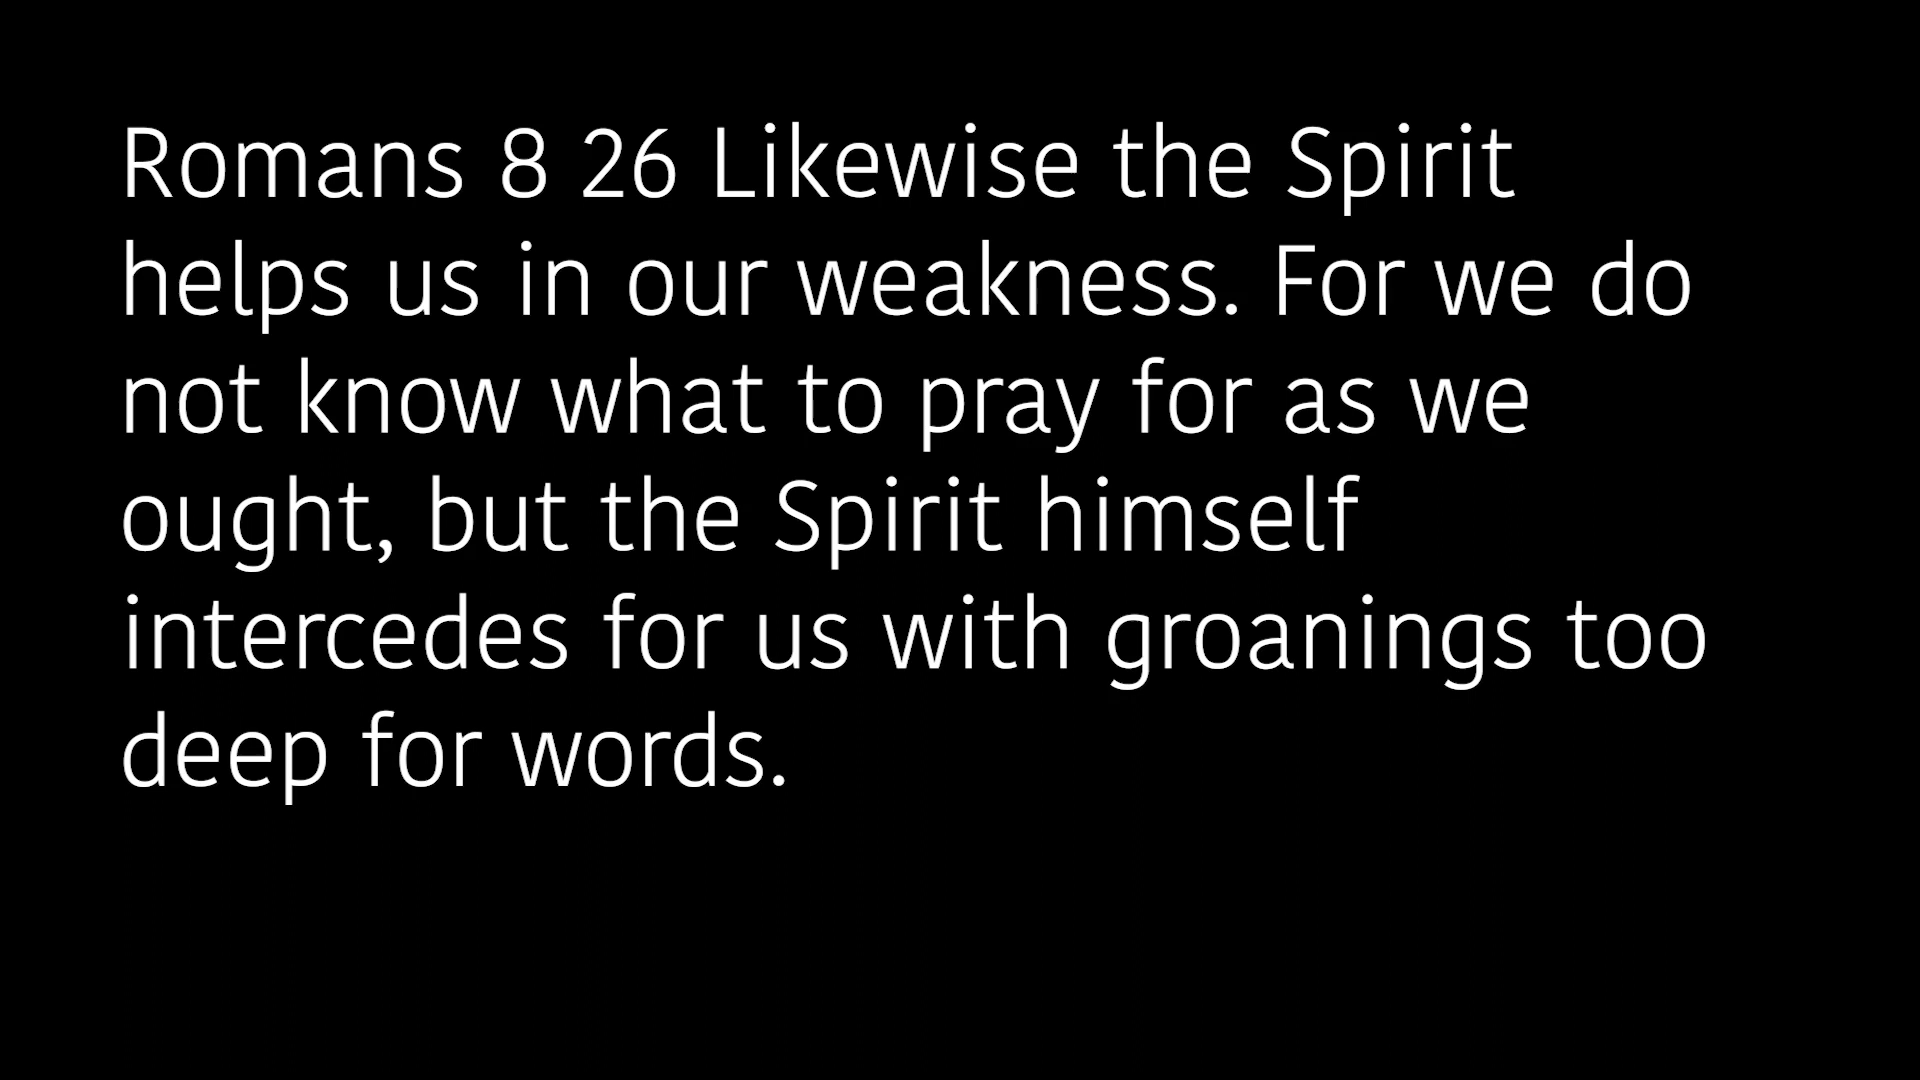 Romans 8 26 Likewise the Spirit
helps us in our weakness. For we do
not know what to pray for as we
ought, but the Spirit himself
intercedes for us with groanings too
deep for words.